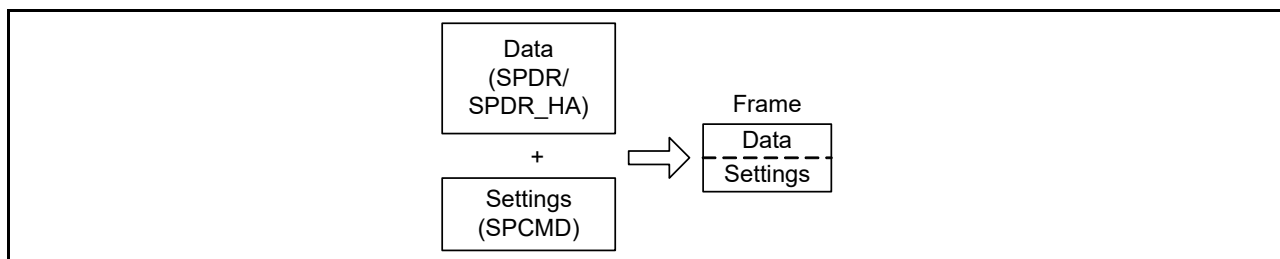 Data
(SPDR/
SPDR_HA)
+
Settings
(SPCMD)
Frame
Data
Settings